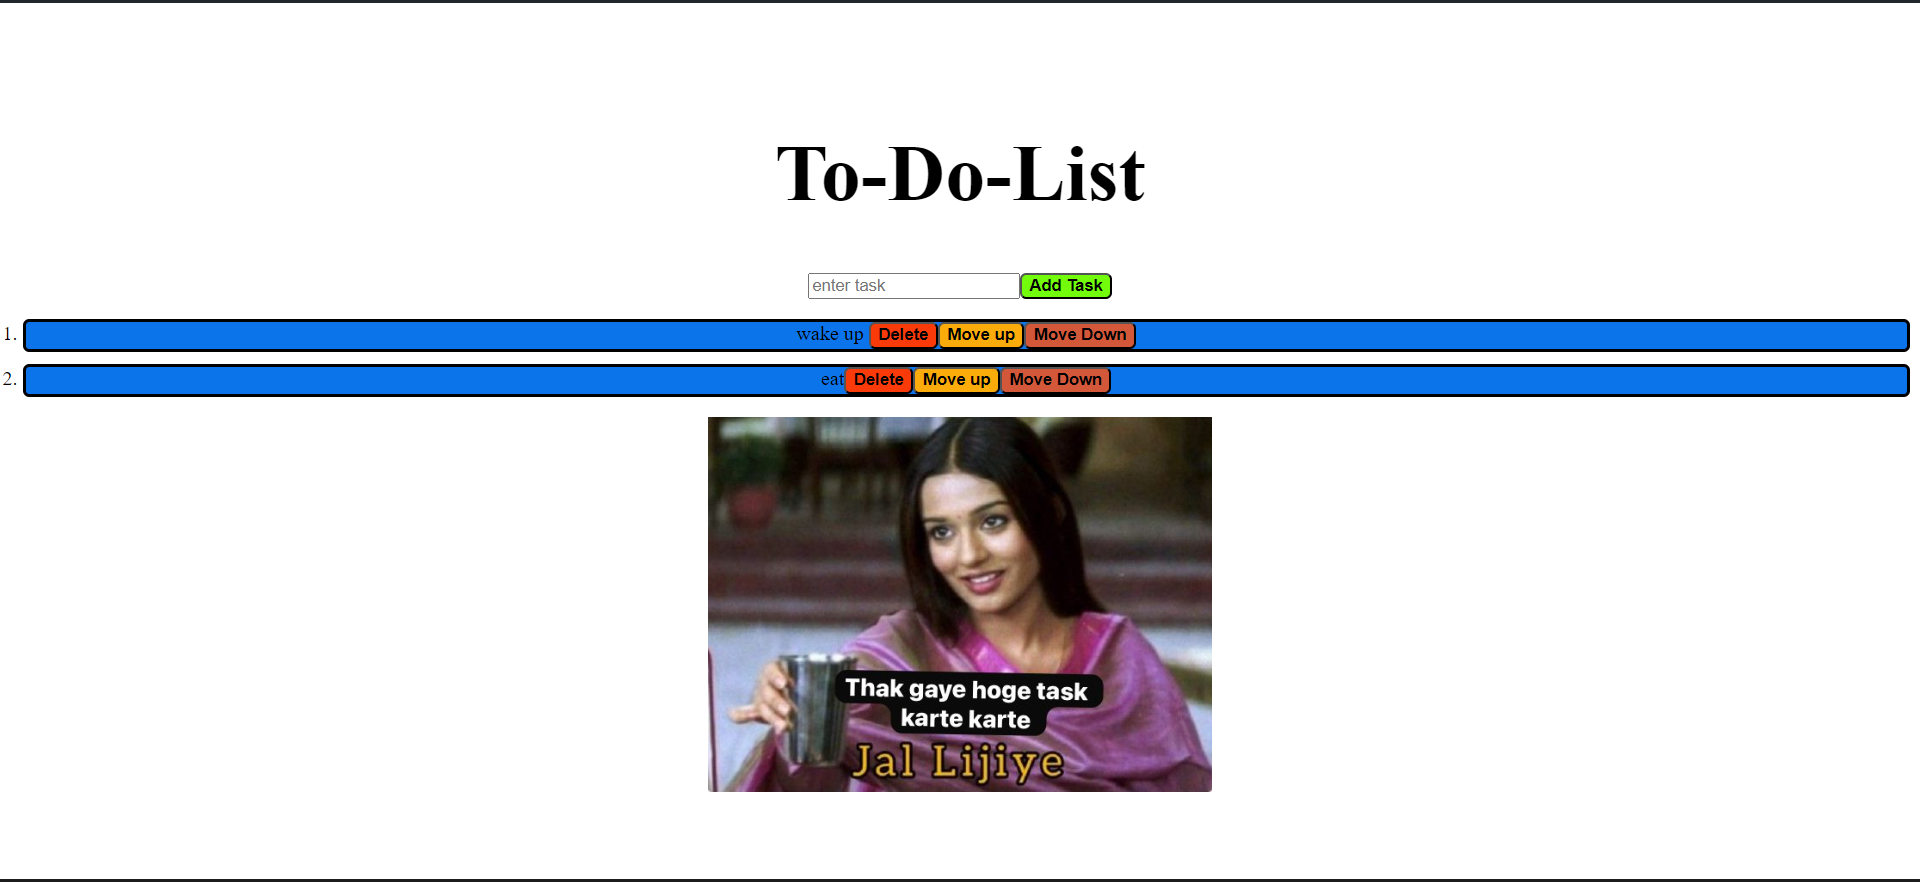 To-Do-List
enter task Add Task
1. wake up Delete Move up Move Down
2. eat Delete Move up Move Down
Thak gaye hoge task
karte karte
Jal Lijiye